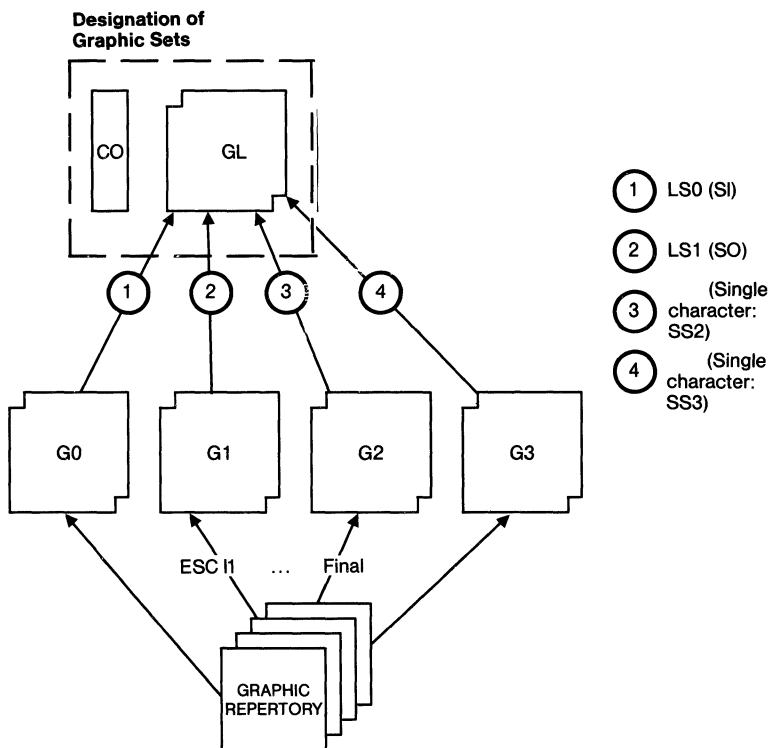 Designation of
Graphic Sets
CO
GL
1
2
3
4
1 LS0 (SI)
2 LS1 (SO)
3 (Single
character:
SS2)
4 (Single
character:
SS3)
G0
G1
G2
G3
ESC I1 ... Final
GRAPHIC
REPERTORY